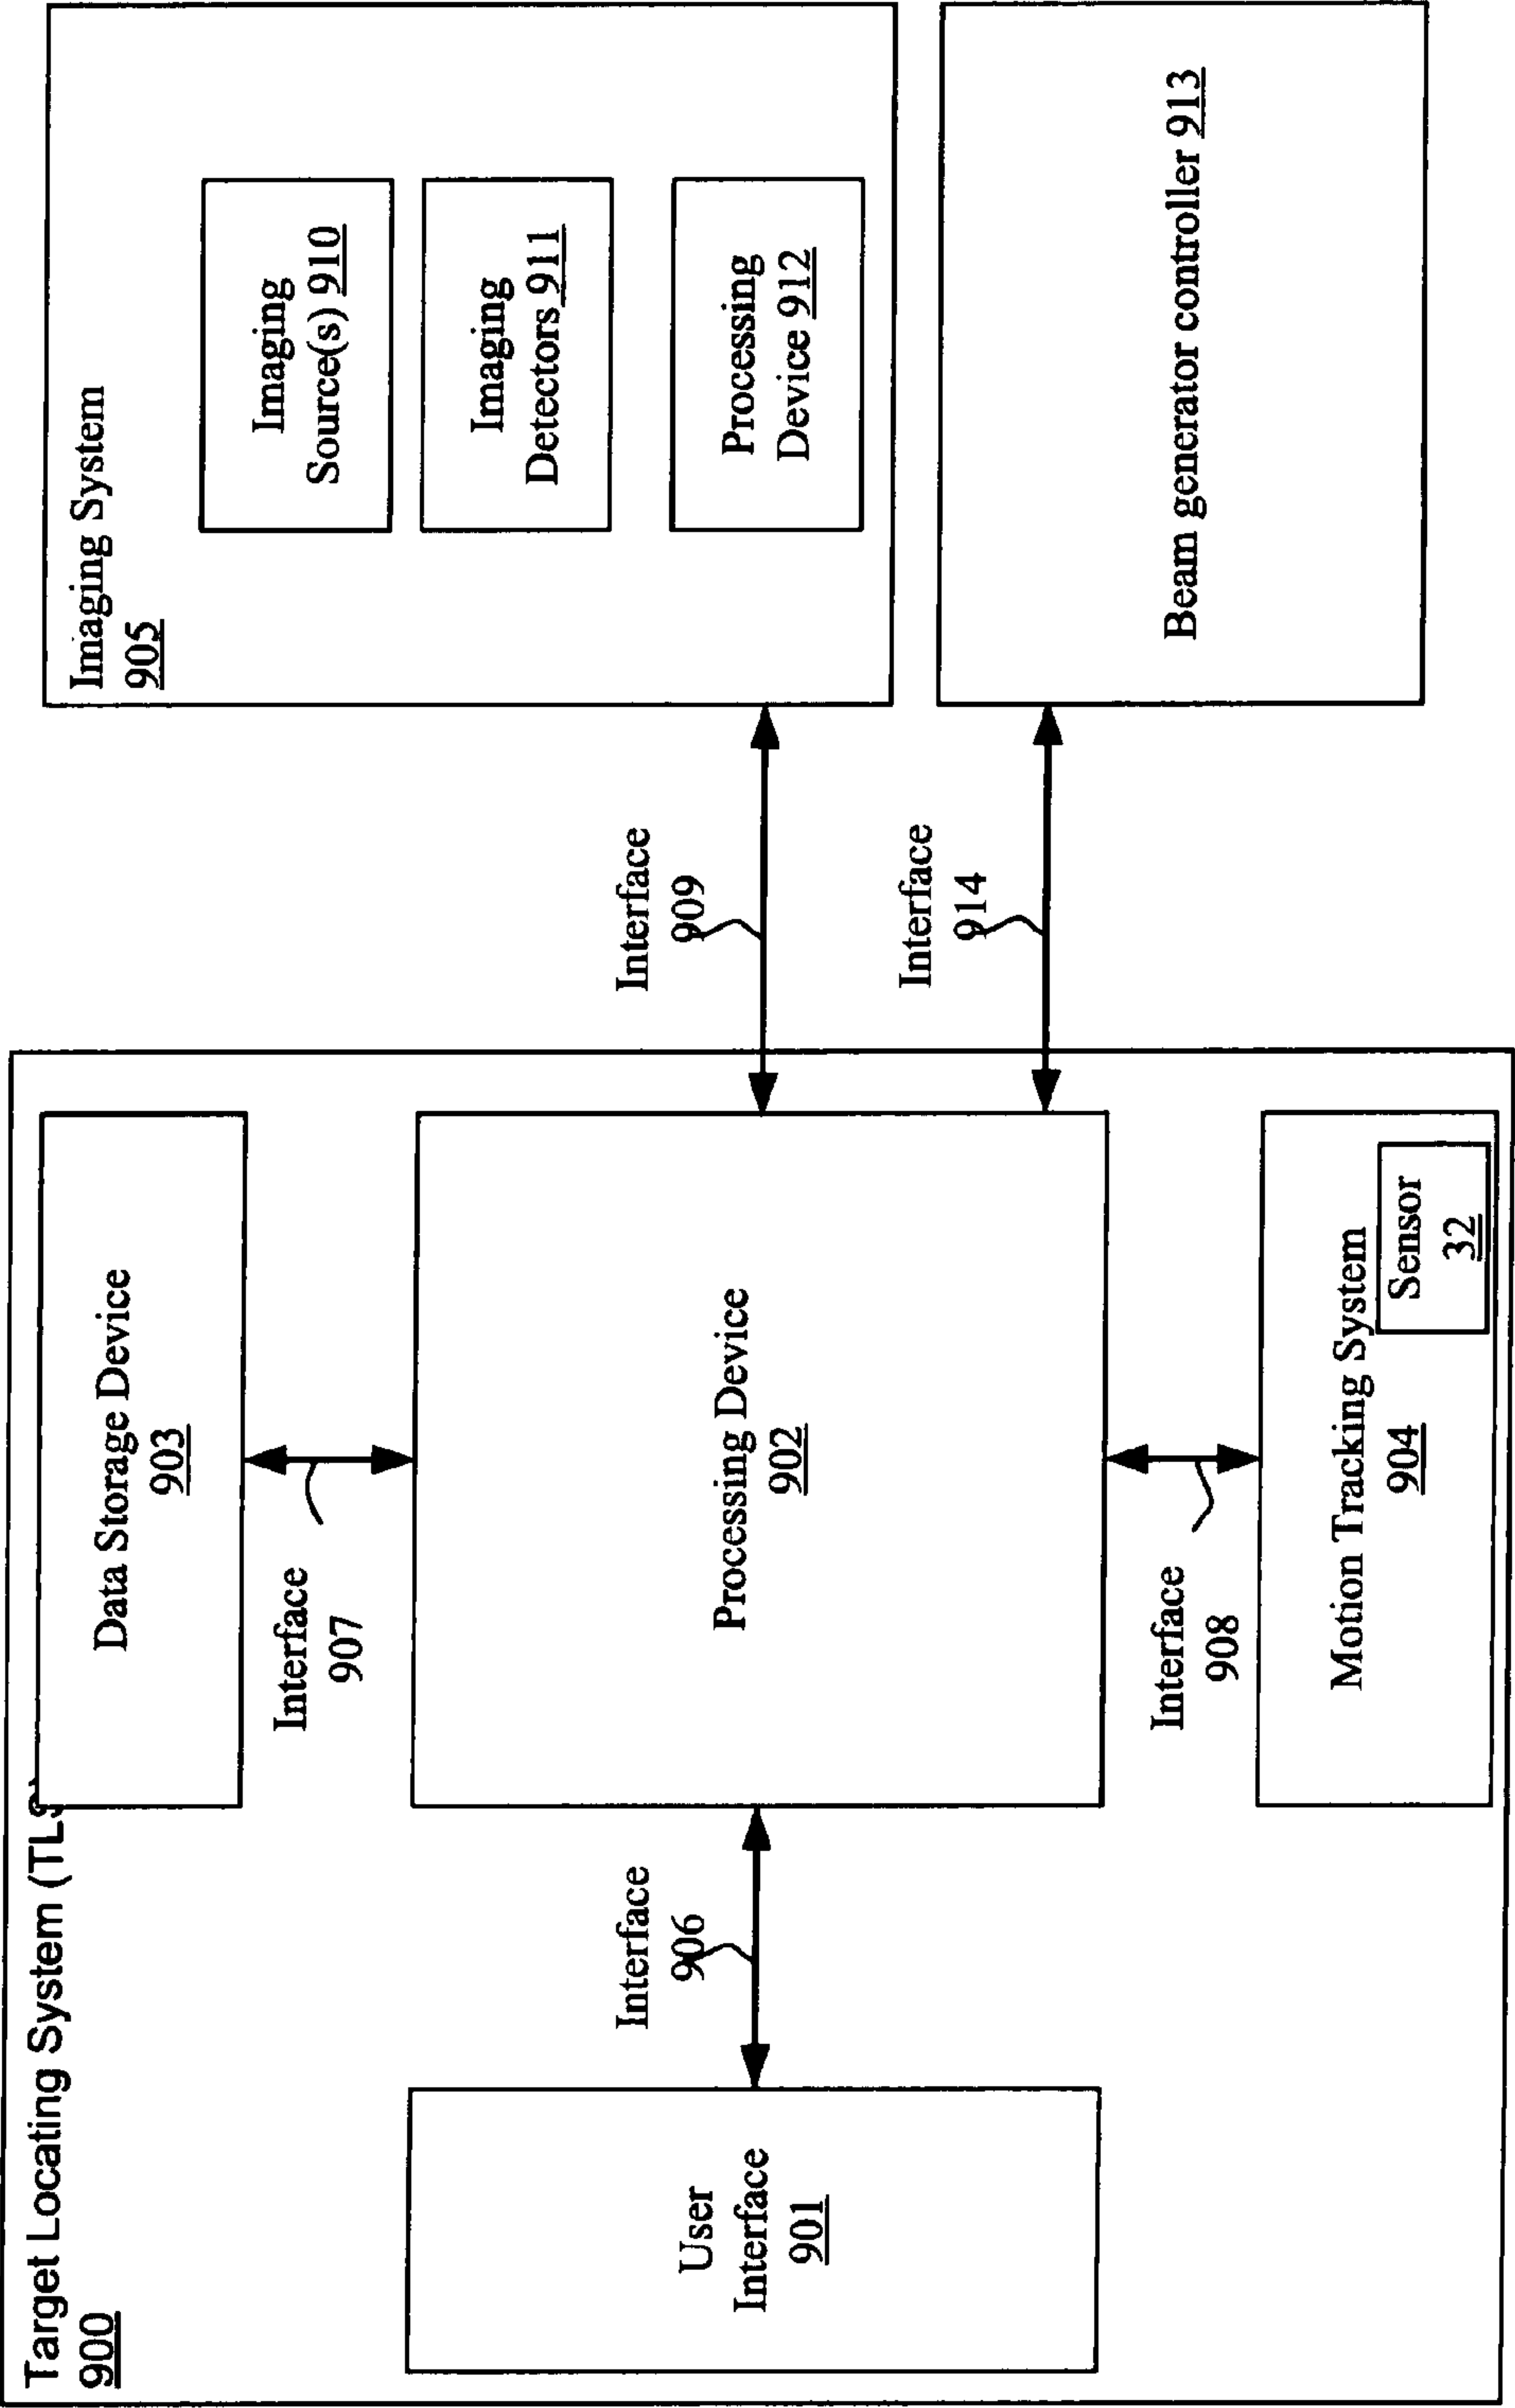 Target Locating System (TLS)
900
Data Storage Device
903
Interface
907
User
Interface
901
Interface
906
Processing Device
902
Interface
908
Motion Tracking System
904
Sensor
32
Interface
909
Interface
914
Imaging System
905
Imaging
Source(s) 910
Imaging
Detectors 911
Processing
Device 912
Beam generator controller 913